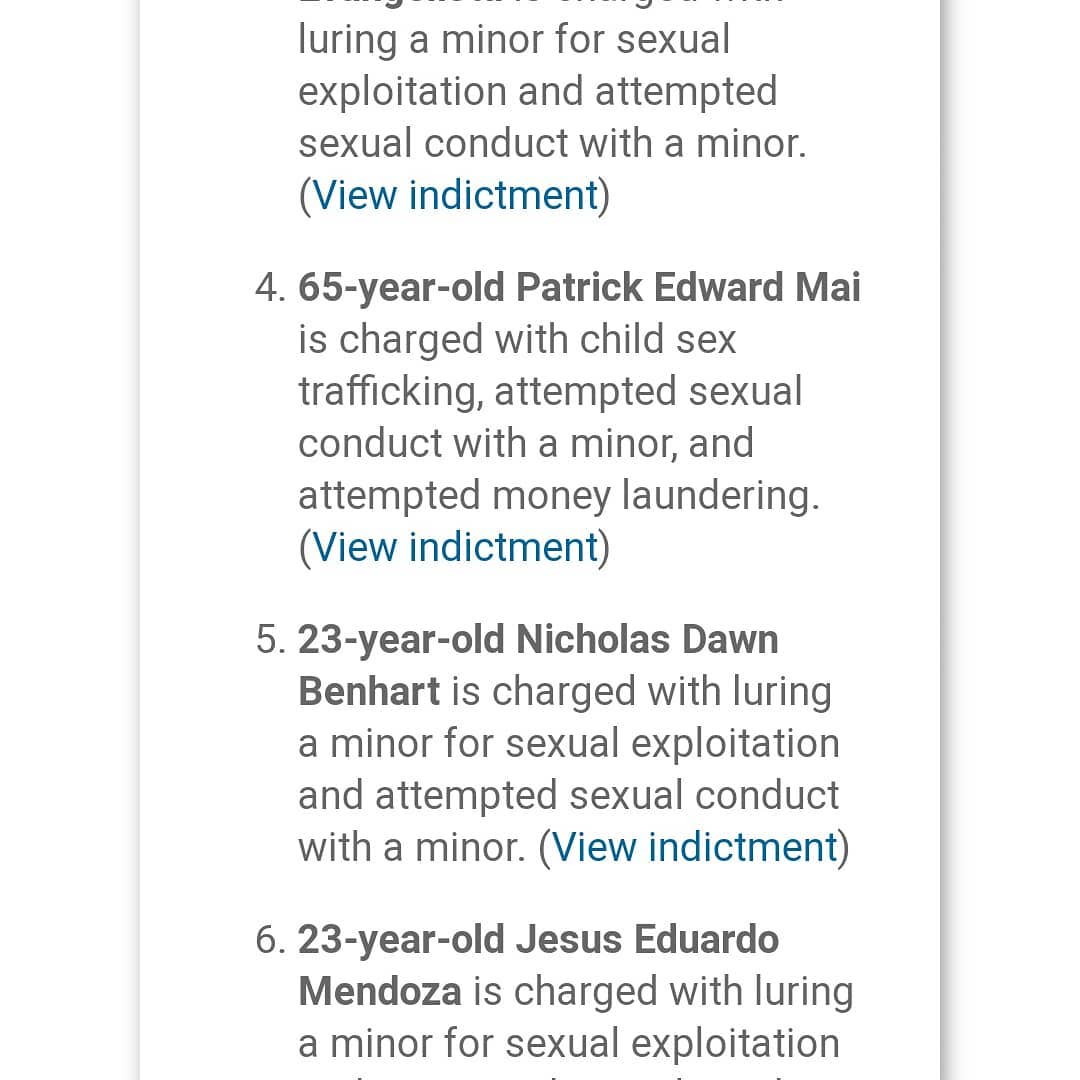 luring a minor for sexual
exploitation and attempted
sexual conduct with a minor.
(View indictment)
4. 65-year-old Patrick Edward Mai
is charged with child sex
trafficking, attempted sexual
conduct with a minor, and
attempted money laundering.
(View indictment)
5. 23-year-old Nicholas Dawn
Benhart is charged with luring
a minor for sexual exploitation
and attempted sexual conduct
with a minor. (View indictment)
6. 23-year-old Jesus Eduardo
Mendoza is charged with luring
a minor for sexual exploitation